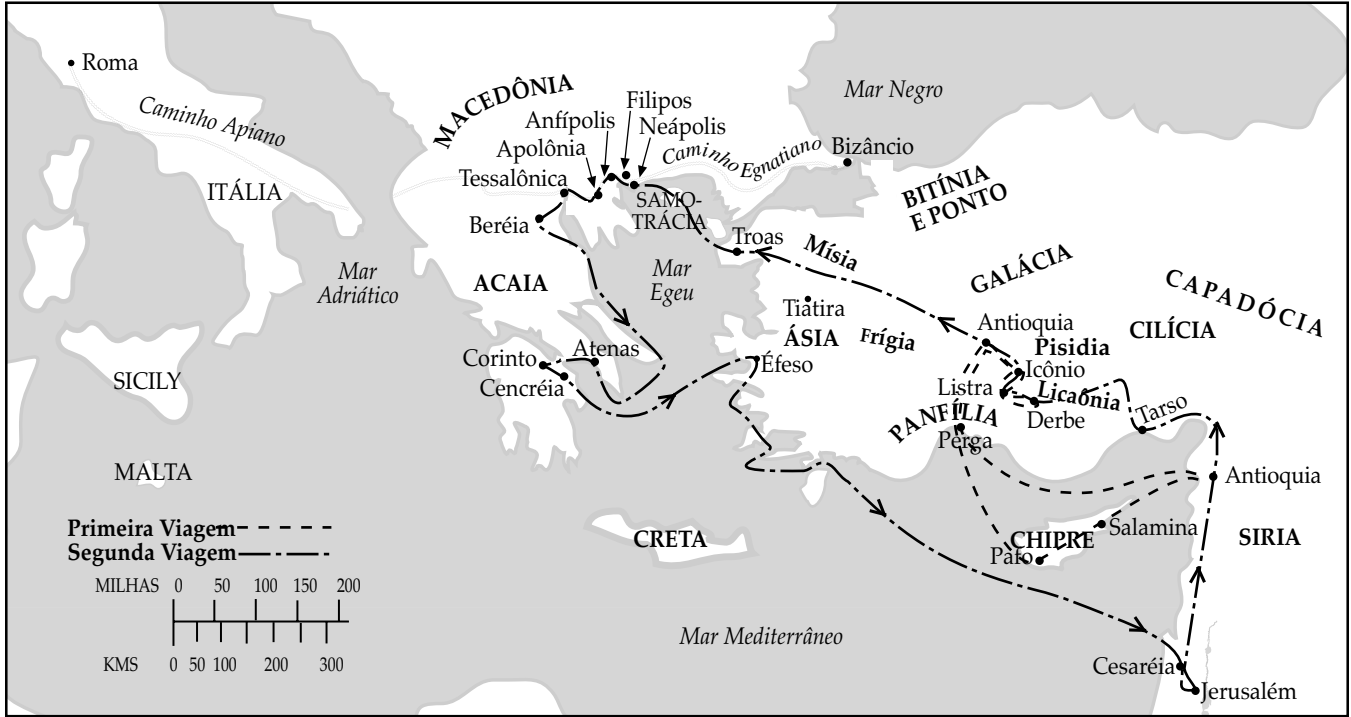 Roma
Caminho Apiano
ITÁLIA
Mar
Adriático
SICILY
MALTA
MACEDÔNIA
Filipos
Anfípolis
Neápolis
Apolônia
Tessalônica
Beréia
SAMO-
TRÁCIA
Caminho Egnatiano
Mar Negro
Bizâncio
BITÍNIA
E PONTO
Troas
Mísia
Mar
Egeu
ACAIA
GALÁCIA
CAPADÓCIA
Tiatira
ÁSIA
Frígia
Antioquia
Pisidia
CILÍCIA
Corinto
Atenas
Cencréia
Éfeso
Icônio
Listra
Licaônia
Derbe
Tarso
PANFÍLIA
Perga
Antioquia
Salamina
CHIPRE
Pafo
SIRIA
CRETA
Primeira Viagem
Segunda Viagem
MILHAS 0 50 100 150 200
KMS 0 50 100 200 300
Mar Mediterrâneo
Cesaréia
Jerusalém